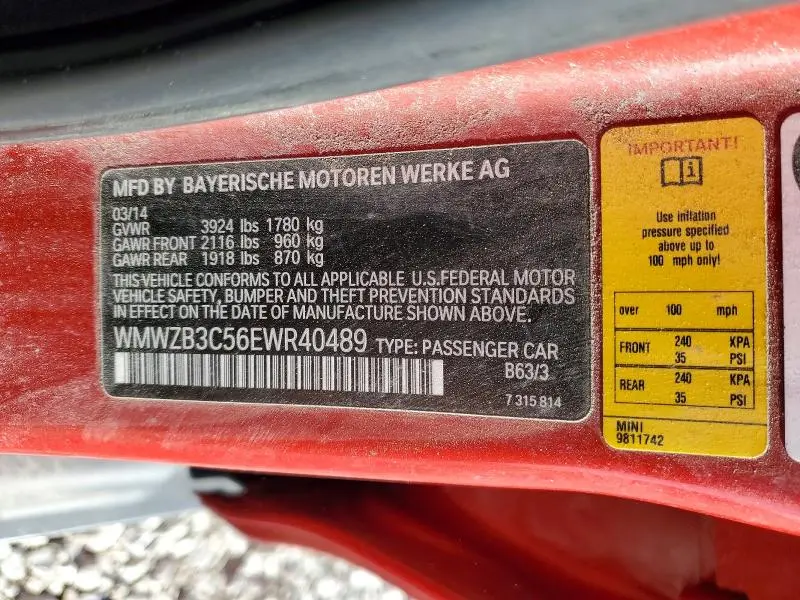 MFD BY BAYERISCHE MOTOREN WERKE AG
03/14
GVWR 3924 lbs 1780 kg
GAWR FRONT 2116 lbs 960 kg
GAWR REAR 1918 lbs 870 kg
THIS VEHICLE CONFORMS TO ALL APPLICABLE U.S.FEDERAL MOTOR
VEHICLE SAFETY, BUMPER AND THEFT PREVENTION STANDARDS
IN EFFECT ON THE DATE OF MANUFACTURE SHOWN ABOVE.
WMWZB3C56EWR40489 TYPE: PASSENGER CAR
B63/3
7 315 814
IMPORTANT!
Use inflation
pressure specified
above up to
100 mph only!
over 100 mph
FRONT 240 KPA
35 PSI
REAR 240 KPA
35 PSI
MINI
9811742